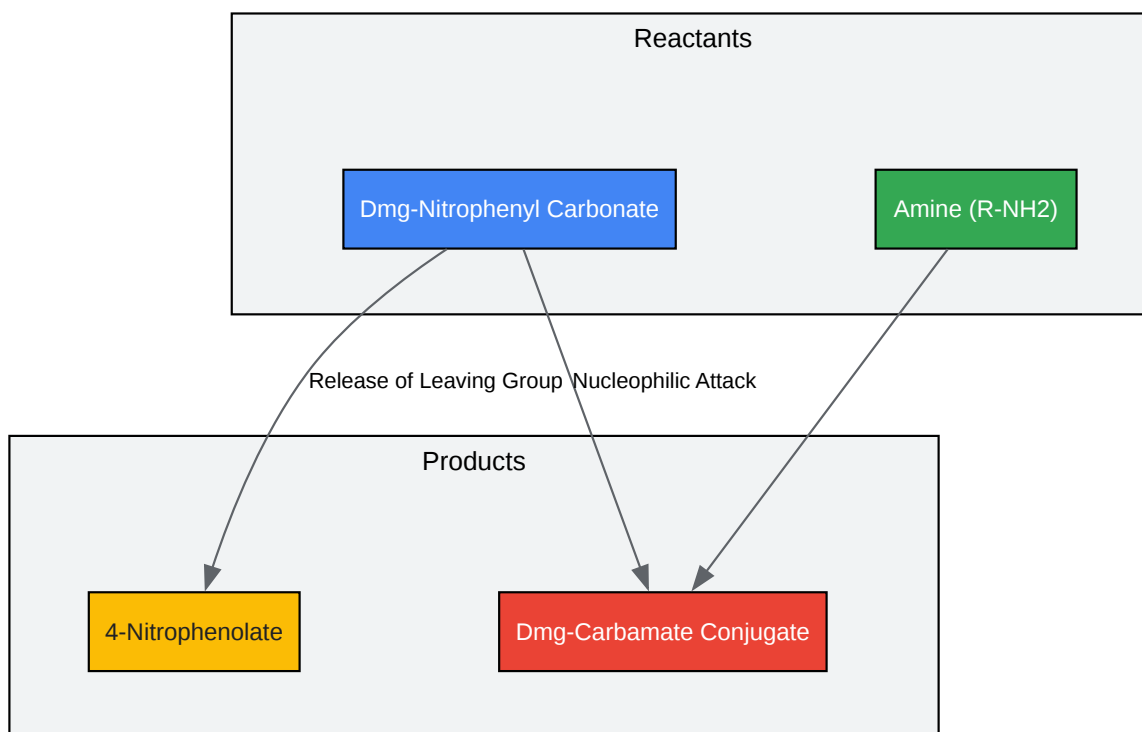 Reactants
Dmg-Nitrophenyl Carbonate
Amine (R-NH2)
Release of Leaving Group
Nucleophilic Attack
Products
4-Nitrophenolate
Dmg-Carbamate Conjugate